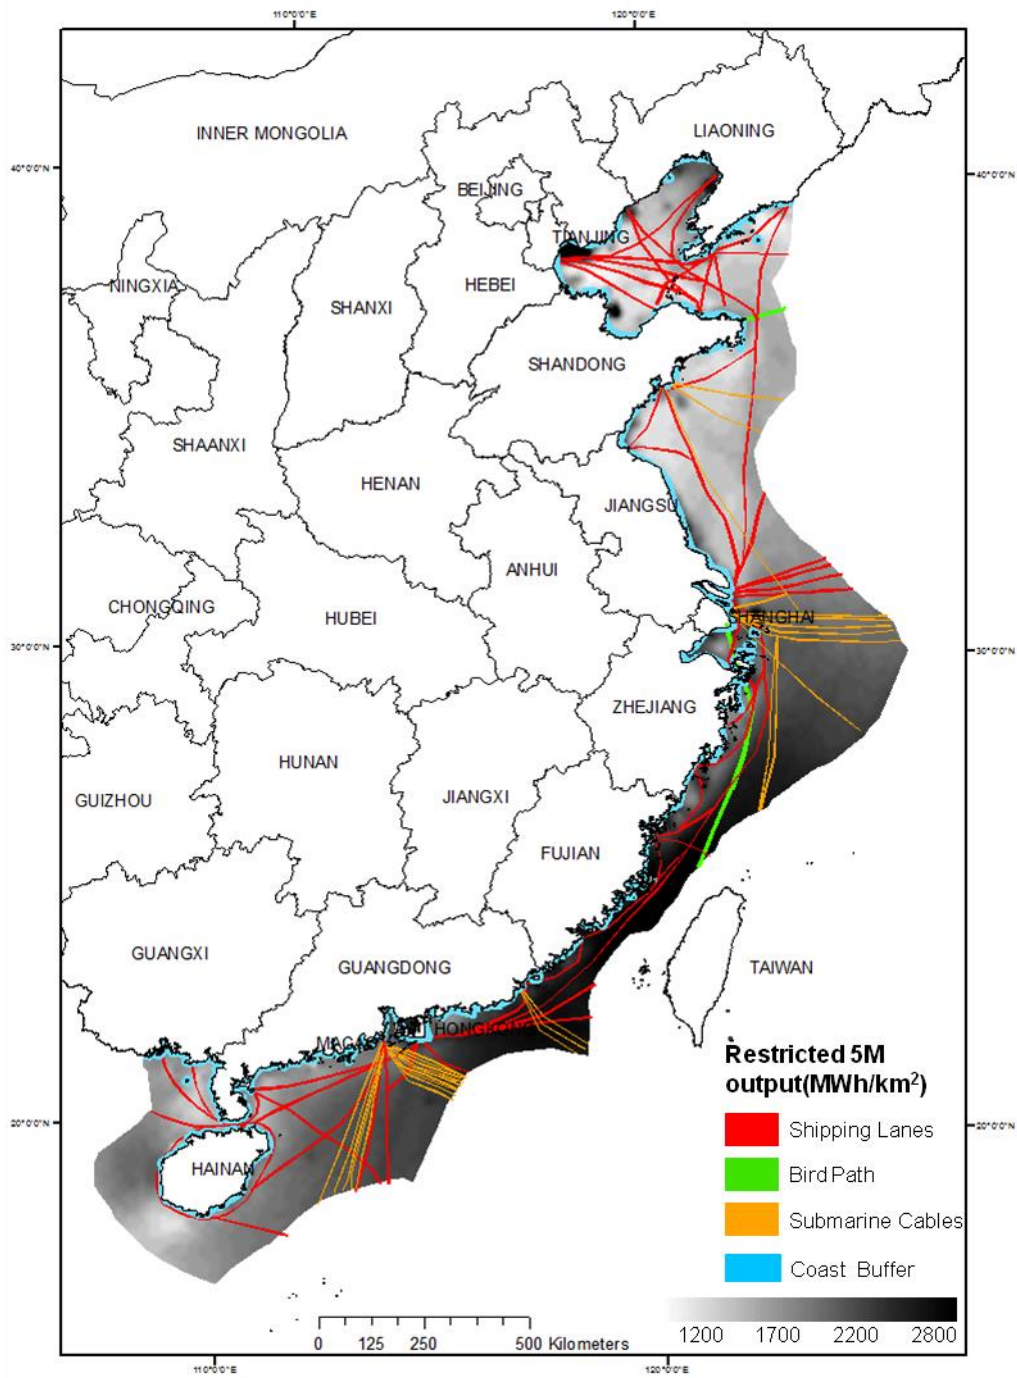 110°0'0"E
120°0'0"E
INNER MONGOLIA
LIAONING
40°0'0"N
40°0'0"N
BEIJING
TIANJING
NINGXIA
HEBEI
SHANXI
SHANDONG
SHAANXI
HENAN
JIANGSU
ANHUI
CHONGQING
HUBEI
SHANGHAI
30°0'0"N
30°0'0"N
ZHEJIANG
HUNAN
GUIZHOU
JIANGXI
FUJIAN
GUANGXI
GUANGDONG
TAIWAN
HONGKONG
Restricted 5M
output(MWh/km²)
Shipping Lanes
20°0'0"N
20°0'0"N
HAINAN
Bird Path
Submarine Cables
Coast Buffer
1200 1700 2200 2800
0 125 250 500 Kilometers
110°0'0"E
120°0'0"E